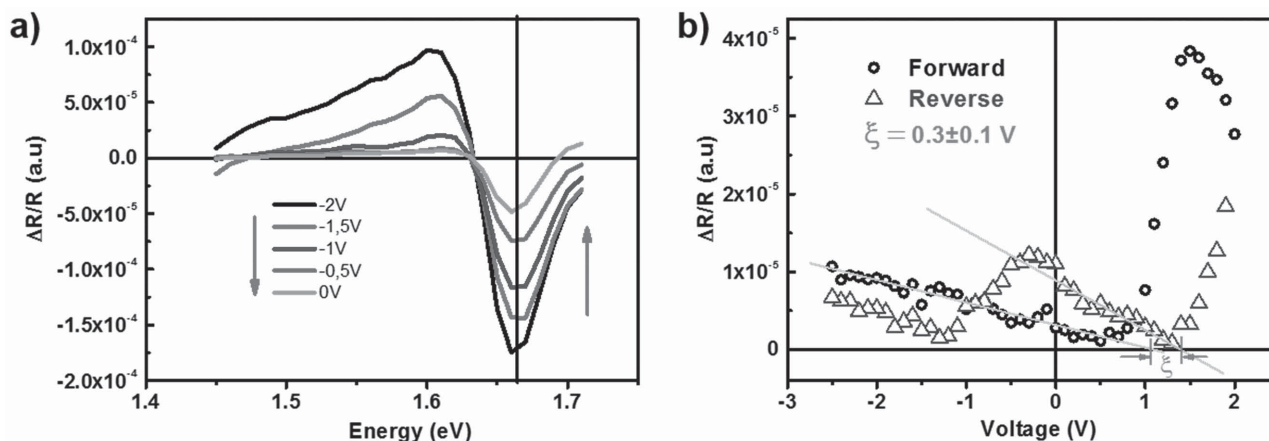 a)
ΔR/R (a.u)
1.0x10⁻⁴
5.0x10⁻⁵
0.0
-5.0x10⁻⁵
-1.0x10⁻⁴
-1.5x10⁻⁴
-2.0x10⁻⁴
-2V
-1,5V
-1V
-0,5V
0V
1.4 1.5 1.6 1.7
Energy (eV)
b)
ΔR/R (a.u)
4x10⁻⁵
3x10⁻⁵
2x10⁻⁵
1x10⁻⁵
0
Forward
Reverse
ξ = 0.3±0.1 V
ξ
-3 -2 -1 0 1 2
Voltage (V)